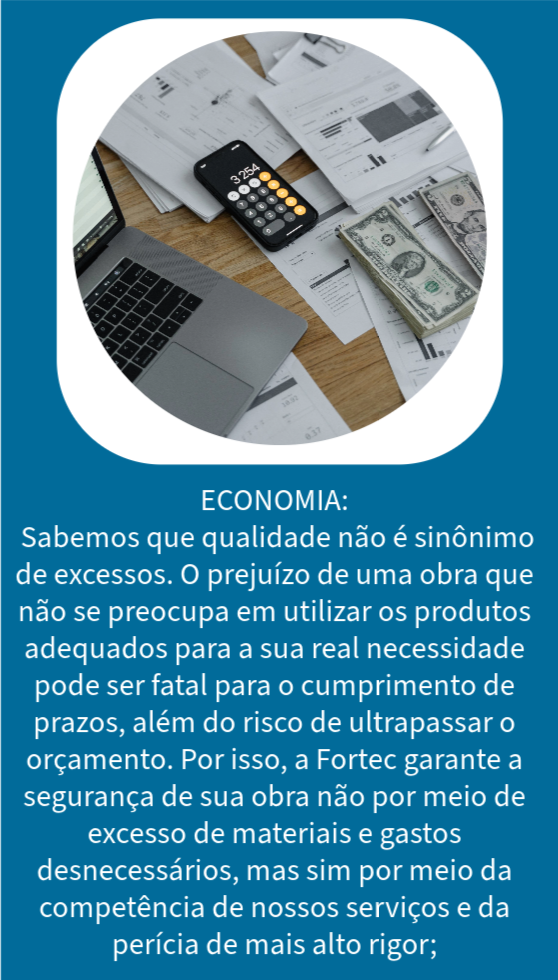 3 254
ECONOMIA:
Sabemos que qualidade não é sinônimo
de excessos. O prejuízo de uma obra que
não se preocupa em utilizar os produtos
adequados para a sua real necessidade
pode ser fatal para o cumprimento de
prazos, além do risco de ultrapassar o
orçamento. Por isso, a Fortec garante a
segurança de sua obra não por meio de
excesso de materiais e gastos
desnecessários, mas sim por meio da
competência de nossos serviços e da
perícia de mais alto rigor;